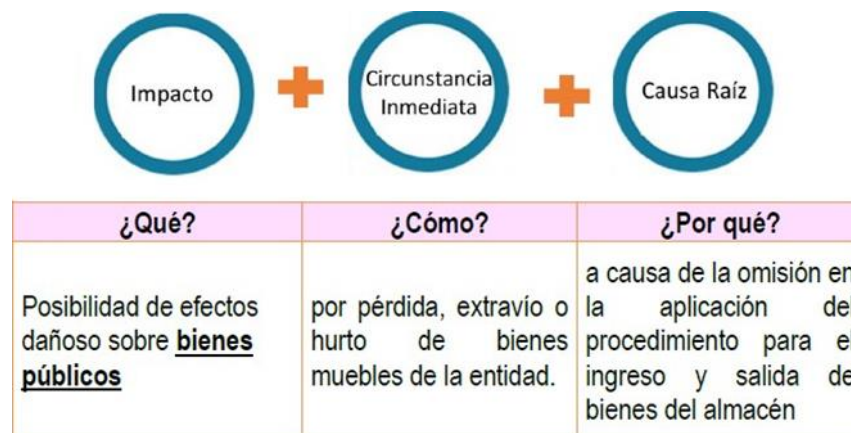 Impacto
Circunstancia
Inmediata
Causa Raíz
¿Qué?
¿Cómo?
¿Por qué?
Posibilidad de efectos
dañoso sobre bienes
públicos
por pérdida, extravío o
hurto de bienes
muebles de la entidad.
a causa de la omisión en
la aplicación del
procedimiento para el
ingreso y salida de
bienes del almacén